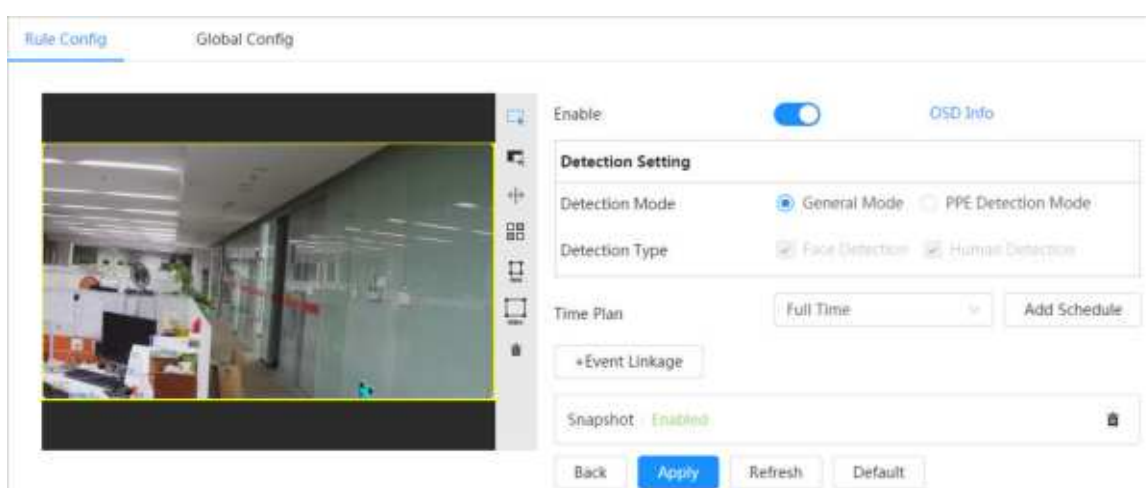 Rule Config Global Config
Enable OSD Info
Detection Setting
Detection Mode General Mode PPE Detection Mode
Detection Type Face Detection Human Detection
Time Plan Full Time Add Schedule
+Event Linkage
Snapshot Enabled
Back Apply Refresh Default